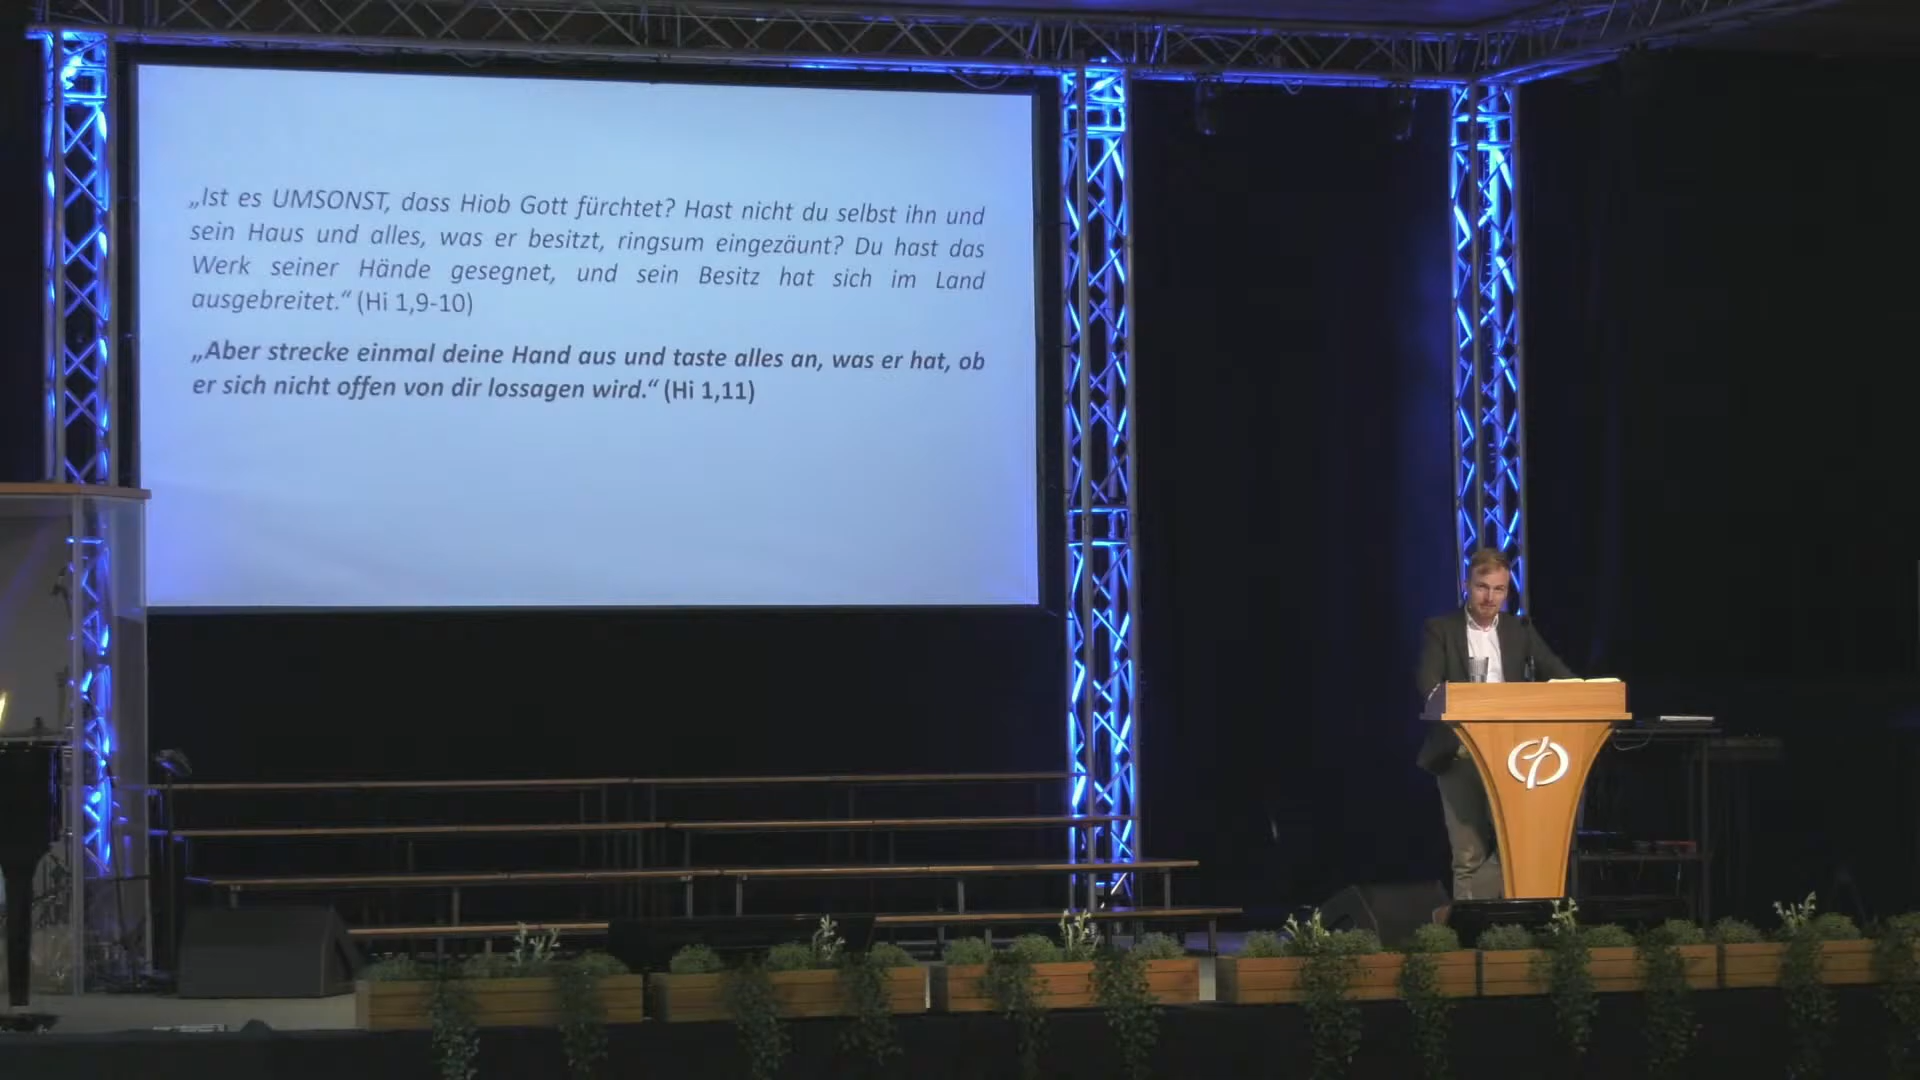 „Ist es UMSONST, dass Hiob Gott fürchtet? Hast nicht du selbst ihn und
sein Haus und alles, was er besitzt, ringsum eingezäunt? Du hast das
Werk seiner Hände gesegnet, und sein Besitz hat sich im Land
ausgebreitet.“ (Hi 1,9-10)
„Aber strecke einmal deine Hand aus und taste alles an, was er hat, ob
er sich nicht offen von dir lossagen wird.“ (Hi 1,11)